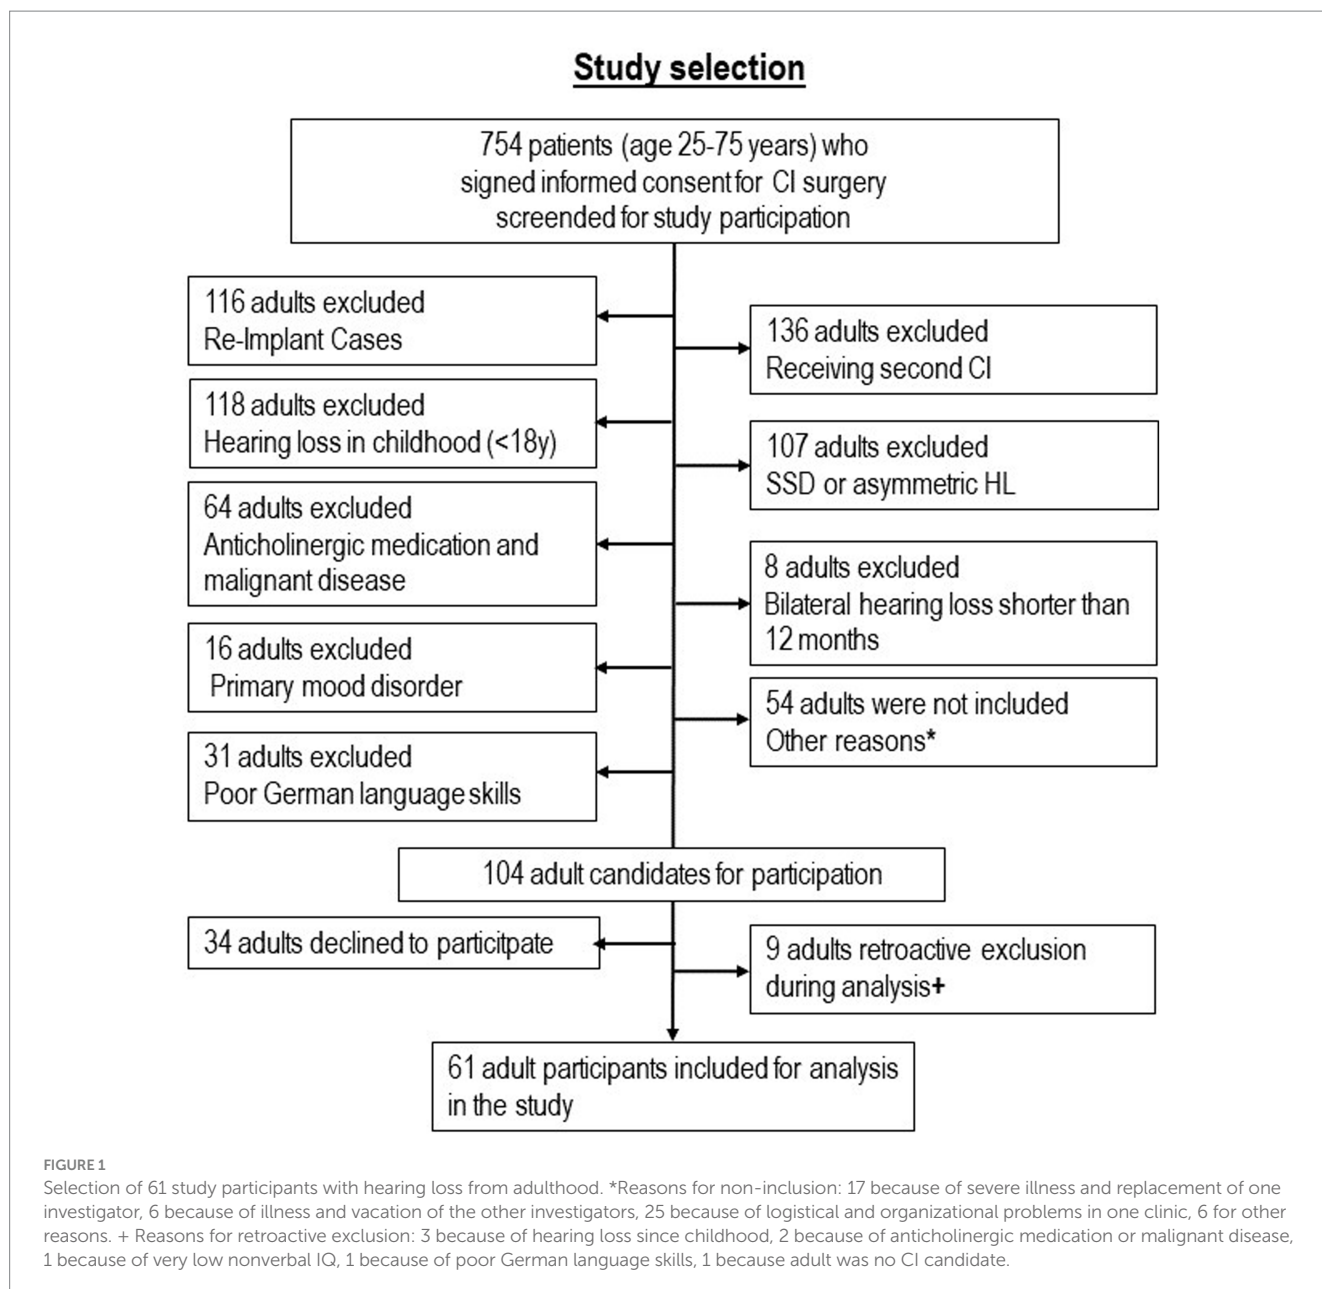 Study selection
754 patients (age 25-75 years) who
signed informed consent for CI surgery
screended for study participation
116 adults excluded
Re-Implant Cases
136 adults excluded
Receiving second CI
118 adults excluded
Hearing loss in childhood (<18y)
107 adults excluded
SSD or asymmetric HL
64 adults excluded
Anticholinergic medication and
malignant disease
8 adults excluded
Bilateral hearing loss shorter than
12 months
16 adults excluded
Primary mood disorder
54 adults were not included
Other reasons*
31 adults excluded
Poor German language skills
104 adult candidates for participation
34 adults declined to particitpate
9 adults retroactive exclusion
during analysis+
61 adult participants included for analysis
in the study
FIGURE 1
Selection of 61 study participants with hearing loss from adulthood. *Reasons for non-inclusion: 17 because of severe illness and replacement of one
investigator, 6 because of illness and vacation of the other investigators, 25 because of logistical and organizational problems in one clinic, 6 for other
reasons. + Reasons for retroactive exclusion: 3 because of hearing loss since childhood, 2 because of anticholinergic medication or malignant disease,
1 because of very low nonverbal IQ, 1 because of poor German language skills, 1 because adult was no CI candidate.